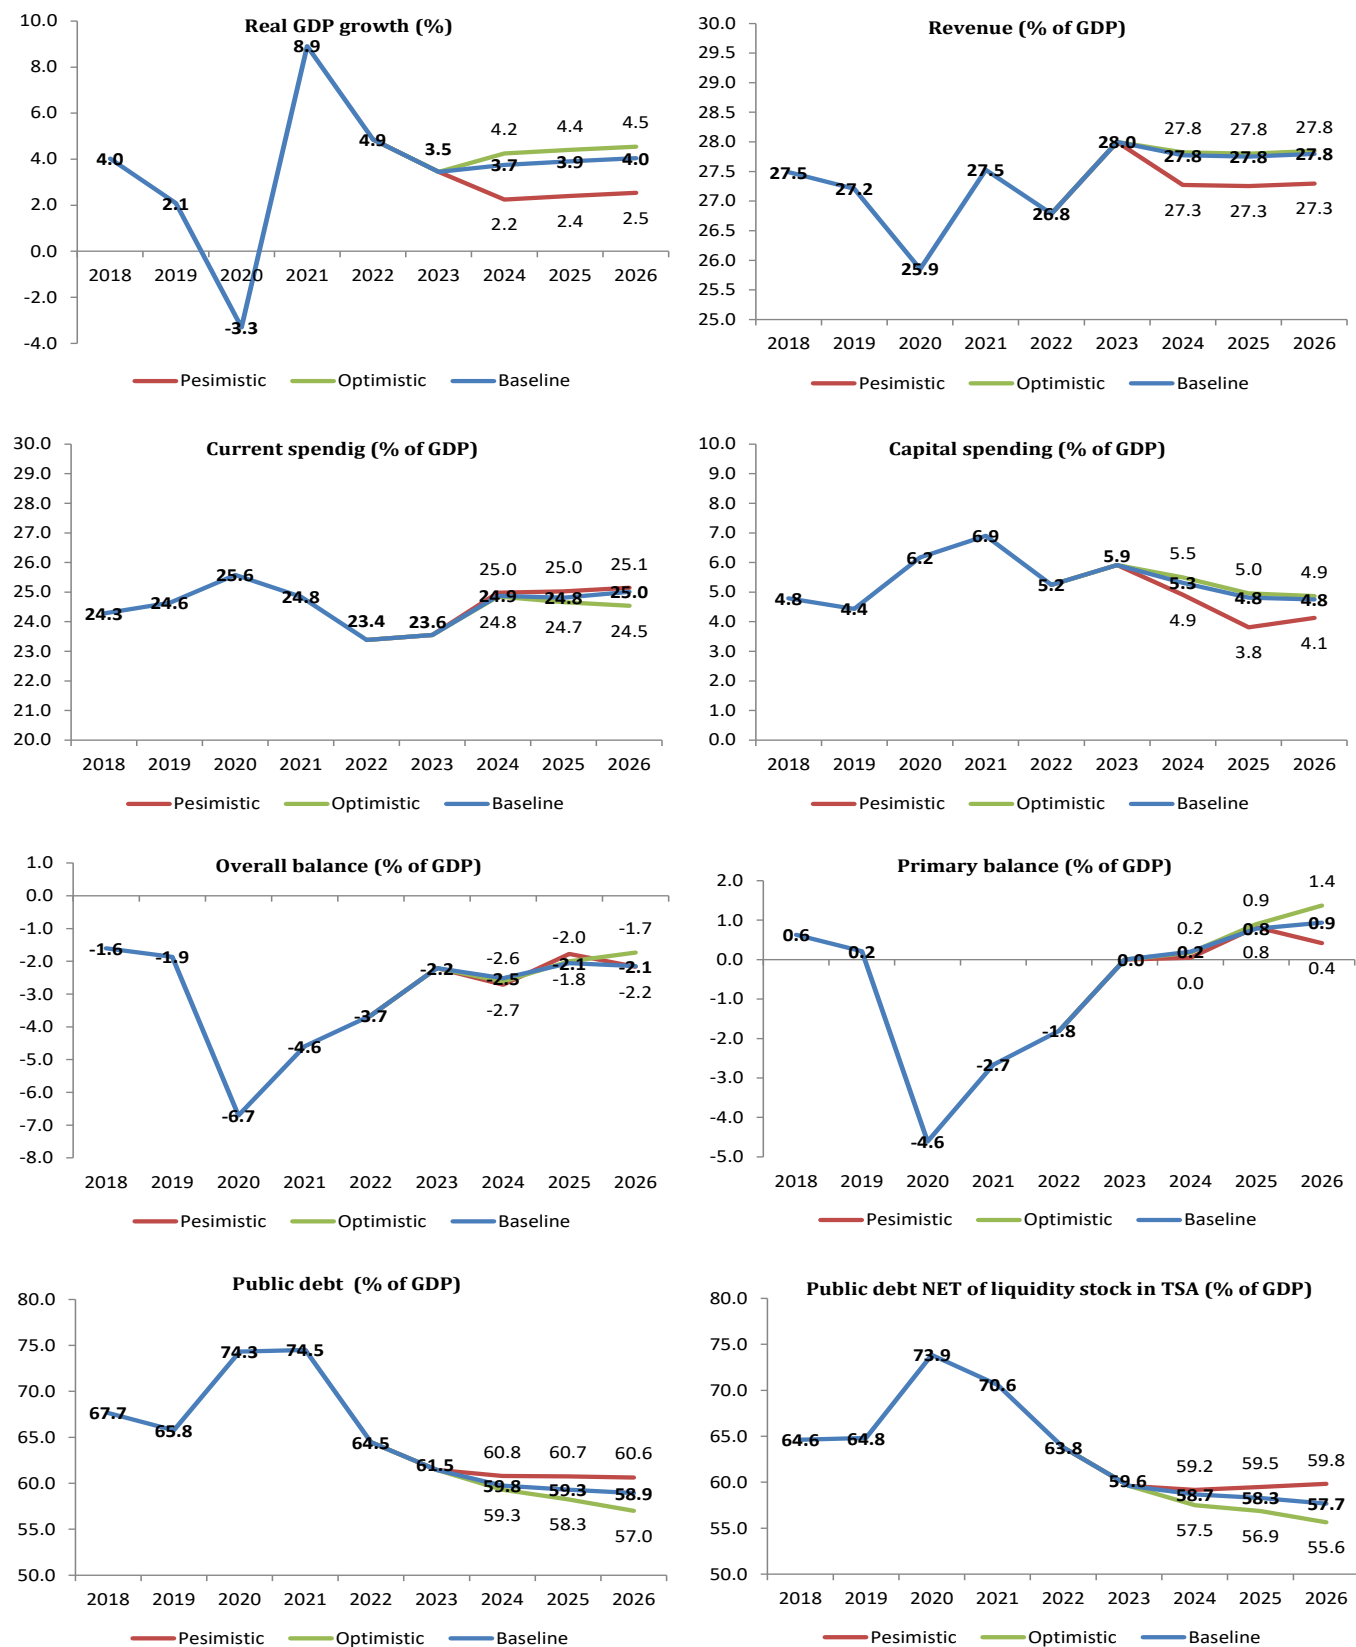 Real GDP growth (%)
10.0
8.0
6.0
4.0
2.0
0.0
-2.0
-4.0
4.0
2.1
-3.3
8.9
4.9
3.5
4.2 4.4 4.5
3.7 3.9 4.0
2.2 2.4 2.5
2018 2019 2020 2021 2022 2023 2024 2025 2026
Pesimistic Optimistic Baseline
Revenue (% of GDP)
30.0
29.5
29.0
28.5
28.0
27.5
27.0
26.5
26.0
25.5
25.0
27.5
27.2
25.9
27.5
26.8
28.0
27.8 27.8 27.8
27.8 27.8 27.8
27.3 27.3 27.3
2018 2019 2020 2021 2022 2023 2024 2025 2026
Pesimistic Optimistic Baseline
Current spendig (% of GDP)
30.0
29.0
28.0
27.0
26.0
25.0
24.0
23.0
22.0
21.0
20.0
24.3
24.6
25.6
24.8
23.4
23.6
25.0 25.0 25.1
24.9 24.8 25.0
24.8 24.7 24.5
2018 2019 2020 2021 2022 2023 2024 2025 2026
Pesimistic Optimistic Baseline
Capital spending (% of GDP)
10.0
9.0
8.0
7.0
6.0
5.0
4.0
3.0
2.0
1.0
0.0
4.8
4.4
6.2
6.9
5.2
5.9
5.5 5.0 4.9
5.3 4.8 4.8
4.9 3.8 4.1
2018 2019 2020 2021 2022 2023 2024 2025 2026
Pesimistic Optimistic Baseline
Overall balance (% of GDP)
1.0
0.0
-1.0
-2.0
-3.0
-4.0
-5.0
-6.0
-7.0
-8.0
-1.6
-1.9
-6.7
-4.6
-3.7
-2.2
-2.6 -2.0 -1.7
-2.5 -2.1 -2.1
-2.7 -1.8 -2.2
2018 2019 2020 2021 2022 2023 2024 2025 2026
Pesimistic Optimistic Baseline
Primary balance (% of GDP)
2.0
1.0
0.0
-1.0
-2.0
-3.0
-4.0
-5.0
0.6
0.2
-4.6
-2.7
-1.8
0.0
0.2 0.9 1.4
0.2 0.8 0.9
0.0 0.8 0.4
2018 2019 2020 2021 2022 2023 2024 2025 2026
Pesimistic Optimistic Baseline
Public debt (% of GDP)
80.0
75.0
70.0
65.0
60.0
55.0
50.0
67.7
65.8
74.3
74.5
64.5
61.5
60.8 60.7 60.6
59.8 59.3 58.9
59.3 58.3 57.0
2018 2019 2020 2021 2022 2023 2024 2025 2026
Pesimistic Optimistic Baseline
Public debt NET of liquidity stock in TSA (% of GDP)
80.0
75.0
70.0
65.0
60.0
55.0
50.0
64.6
64.8
73.9
70.6
63.8
59.6
59.2 59.5 59.8
58.7 58.3 57.7
57.5 56.9 55.6
2018 2019 2020 2021 2022 2023 2024 2025 2026
Pesimistic Optimistic Baseline